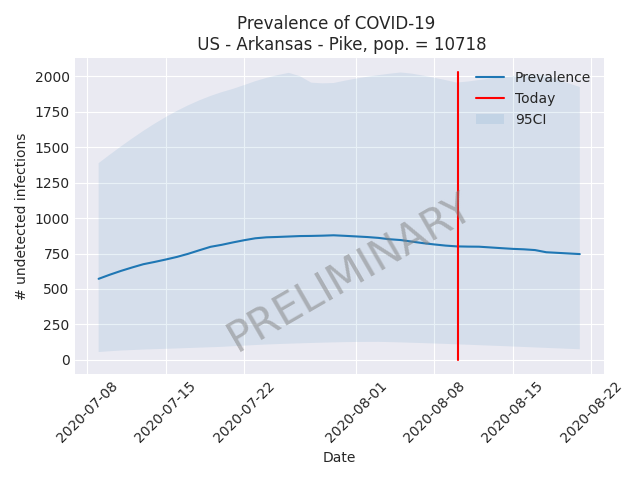 Prevalence of COVID-19
US - Arkansas - Pike, pop. = 10718
# undetected infections
2000
1750
1500
1250
1000
750
500
250
0
Prevalence
Today
95CI
PRELIMINARY
2020-07-08
2020-07-15
2020-07-22
2020-08-01
2020-08-08
2020-08-15
2020-08-22
Date